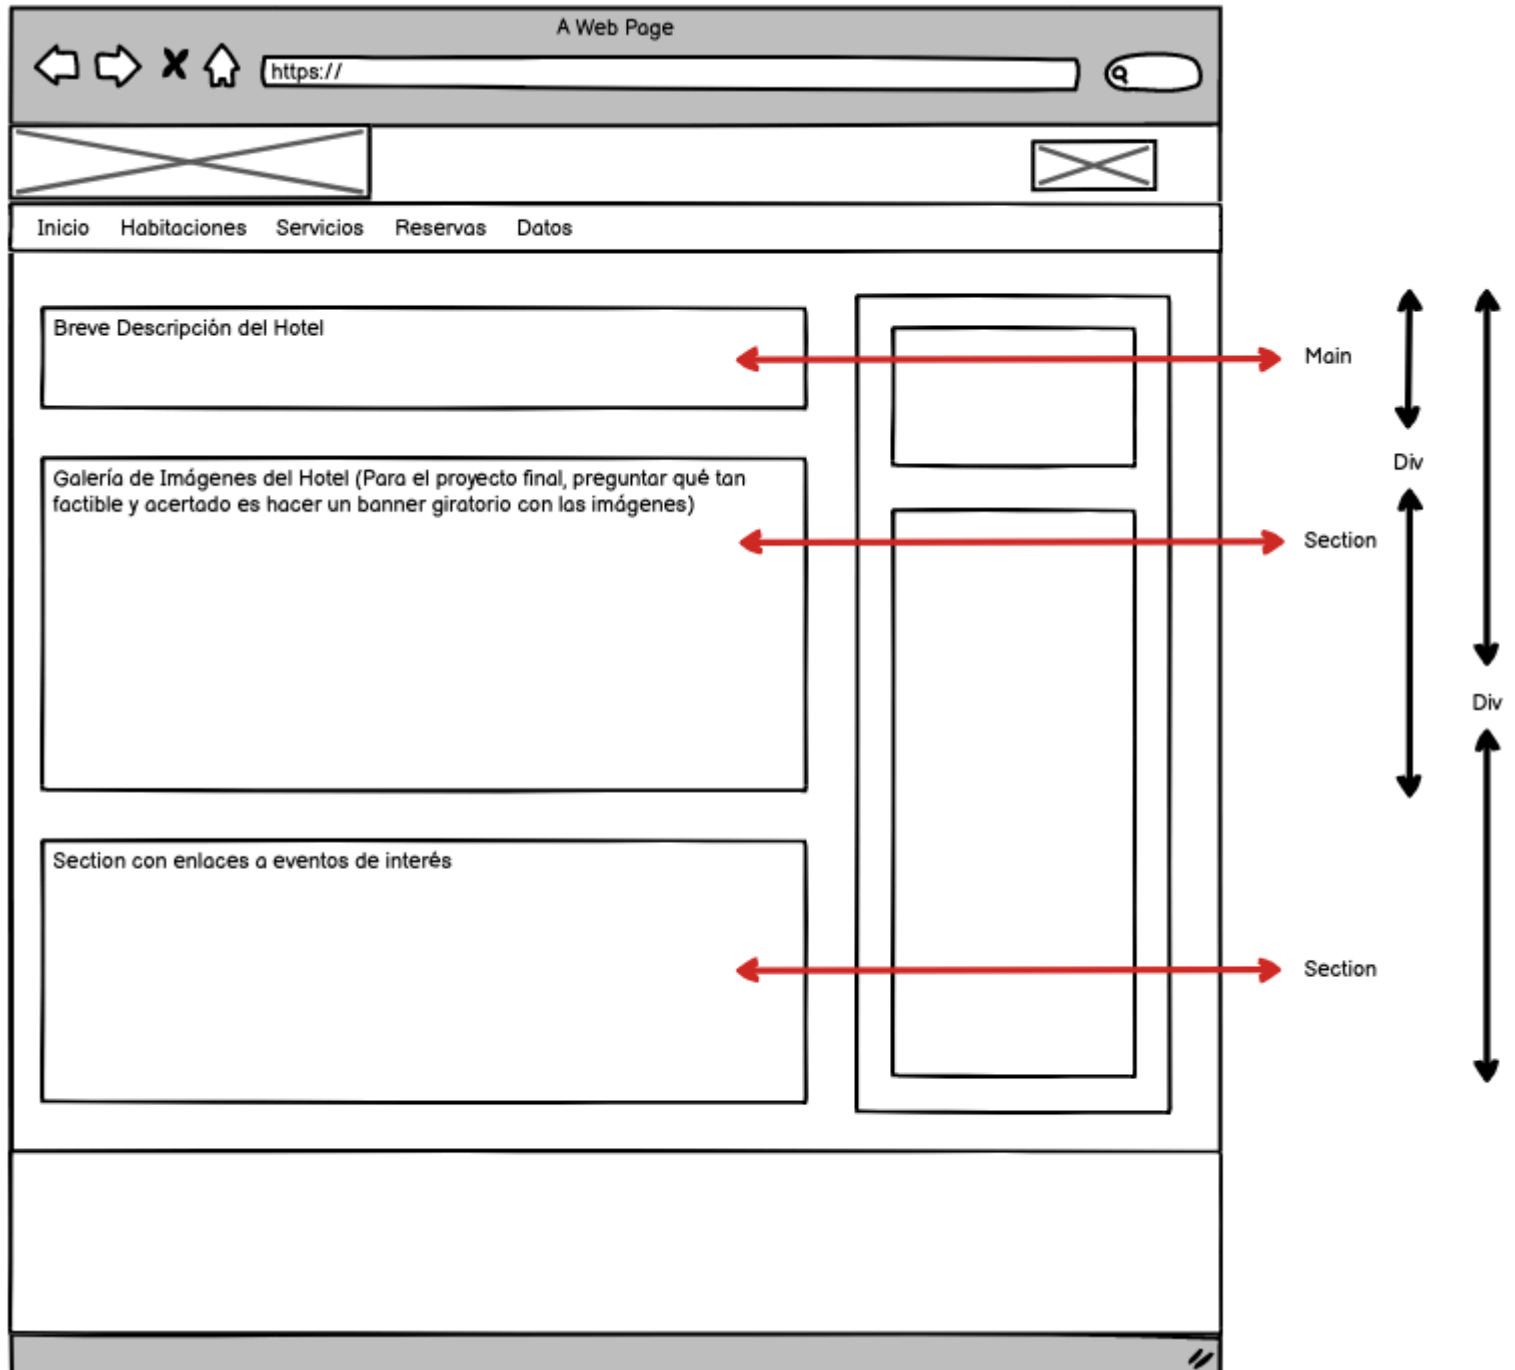 A Web Page
https://
Inicio Habitaciones Servicios Reservas Datos
Breve Descripción del Hotel
Main
Div
Galería de Imágenes del Hotel (Para el proyecto final, preguntar qué tan
factible y acertado es hacer un banner giratorio con las imágenes)
Section
Div
Section con enlaces a eventos de interés
Section